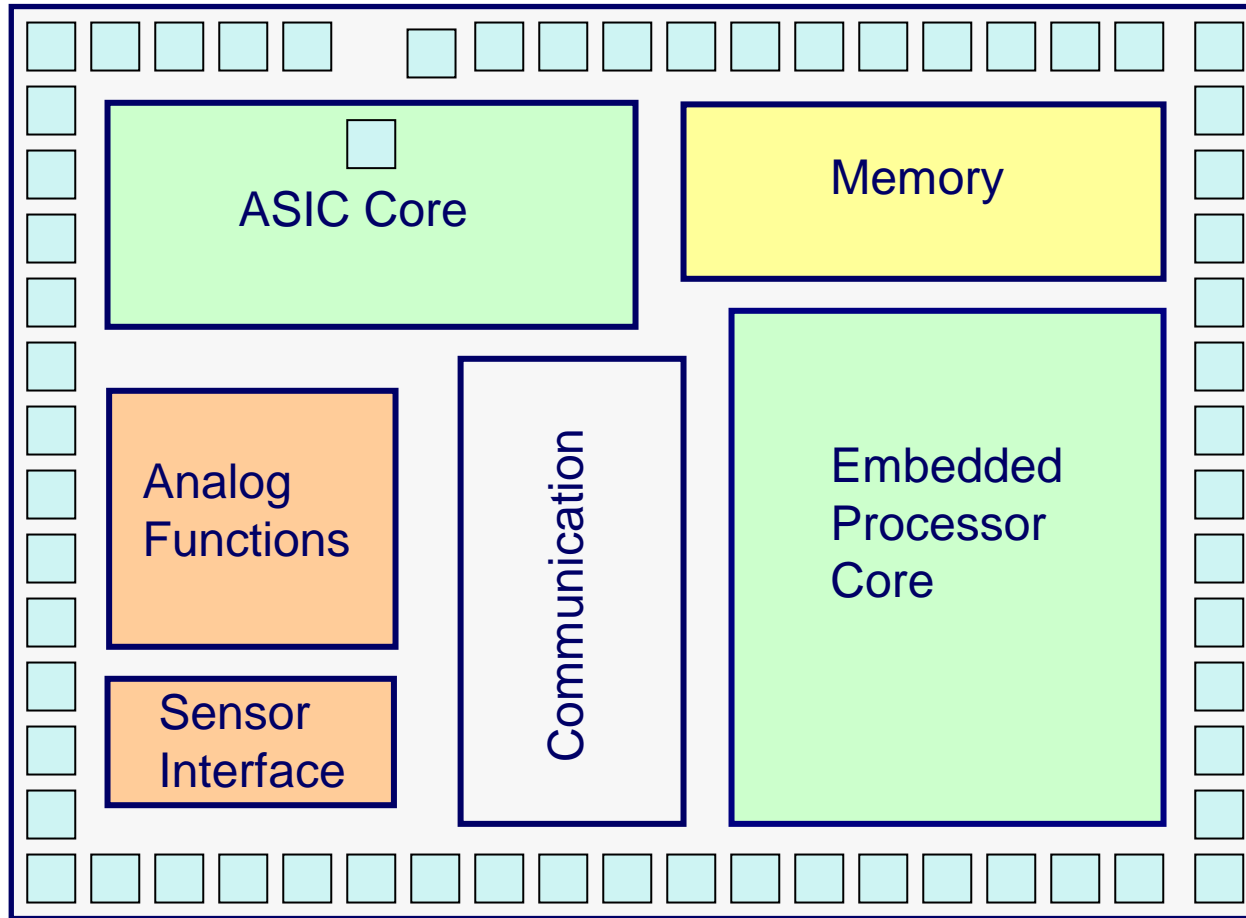 ASIC Core
Memory
Analog
Functions
Communication
Embedded
Processor
Core
Sensor
Interface